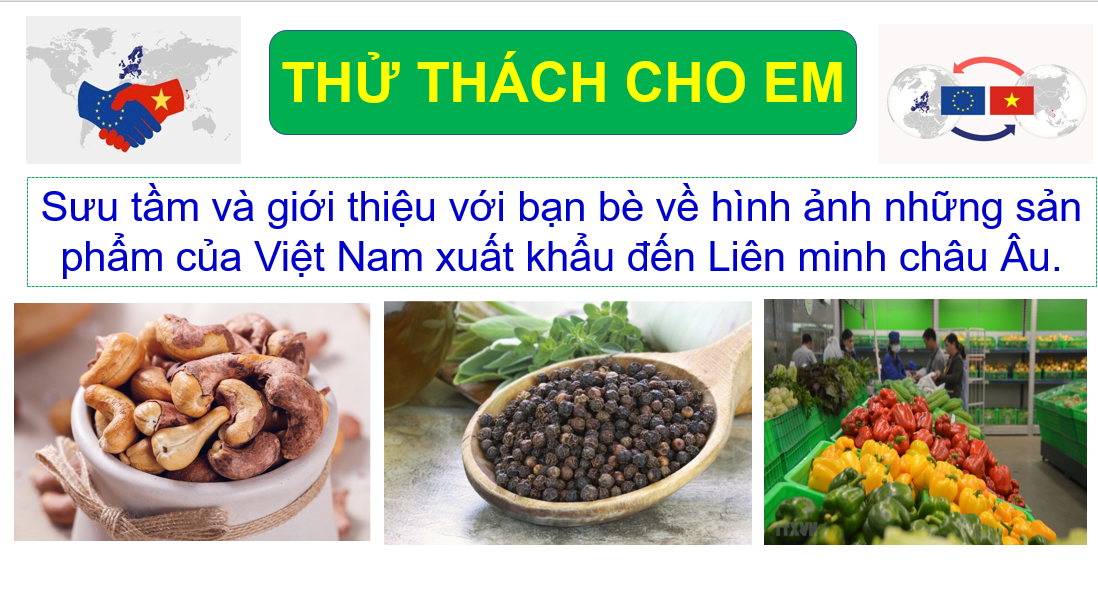 THỬ THÁCH CHO EM
Sưu tầm và giới thiệu với bạn bè về hình ảnh những sản
phẩm của Việt Nam xuất khẩu đến Liên minh châu Âu.
TTXVN